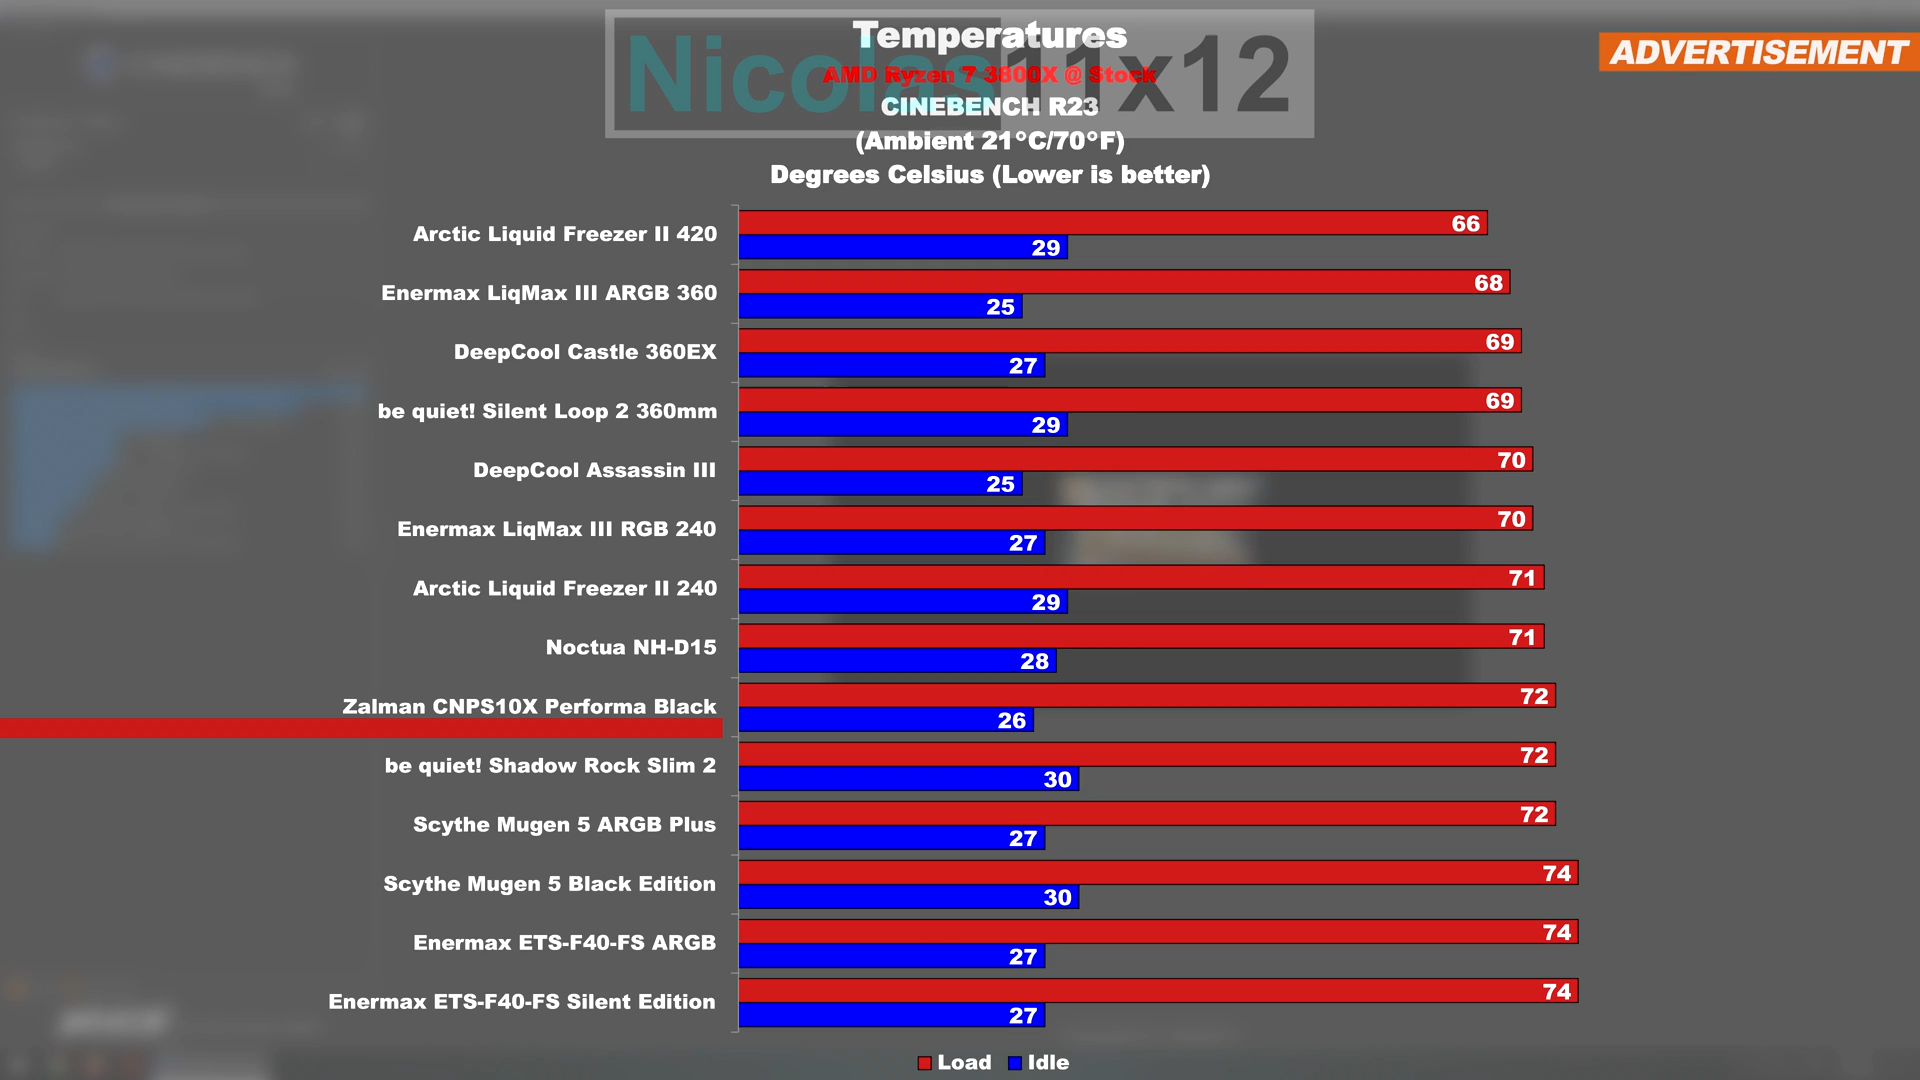 Nicolas11x12
Temperatures
AMD Ryzen 7 3800X @ Stock
CINEBENCH R23
(Ambient 21°C/70°F)
Degrees Celsius (Lower is better)
ADVERTISEMENT
Arctic Liquid Freezer II 420
66
29
Enermax LiqMax III ARGB 360
68
25
DeepCool Castle 360EX
69
27
be quiet! Silent Loop 2 360mm
69
29
DeepCool Assassin III
70
25
Enermax LiqMax III RGB 240
70
27
Arctic Liquid Freezer II 240
71
29
Noctua NH-D15
71
28
Zalman CNPS10X Performa Black
72
26
be quiet! Shadow Rock Slim 2
72
30
Scythe Mugen 5 ARGB Plus
72
27
Scythe Mugen 5 Black Edition
74
30
Enermax ETS-F40-FS ARGB
74
27
Enermax ETS-F40-FS Silent Edition
74
27
Load Idle